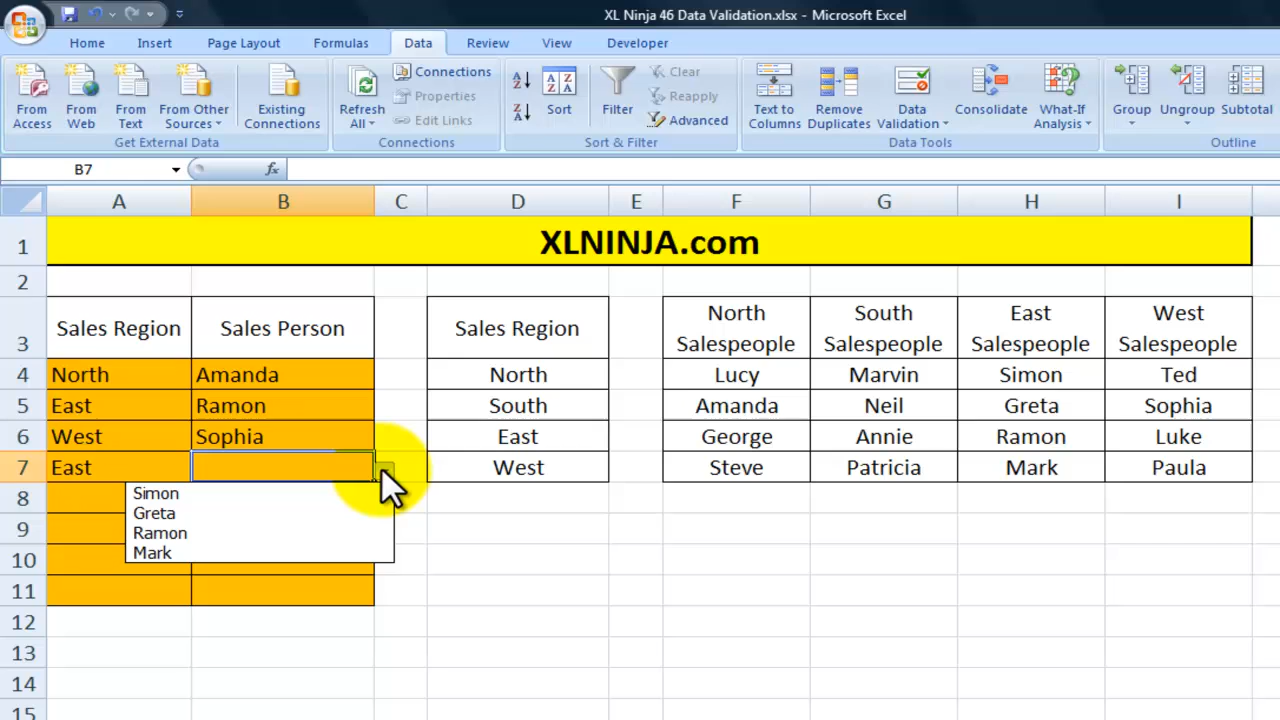 XL Ninja 46 Data Validation.xlsx - Microsoft Excel
Home Insert Page Layout Formulas Data Review View Developer
From Access
From Web
From Text
From Other Sources
Existing Connections
Get External Data
Refresh All
Connections
Properties
Edit Links
Connections
Sort
Filter
Clear
Reapply
Advanced
Sort & Filter
Text to Columns
Remove Duplicates
Data Validation
Consolidate
What-If Analysis
Data Tools
Group
Ungroup
Subtotal
Outline
B7 fx
A B C D E F G H I
1 XLNINJA.com
2
3 Sales Region Sales Person Sales Region North Salespeople South Salespeople East Salespeople West Salespeople
4 North Amanda North Lucy Marvin Simon Ted
5 East Ramon South Amanda Neil Greta Sophia
6 West Sophia East George Annie Ramon Luke
7 East West Steve Patricia Mark Paula
8
9
10
11
12
13
14
15
Simon
Greta
Ramon
Mark